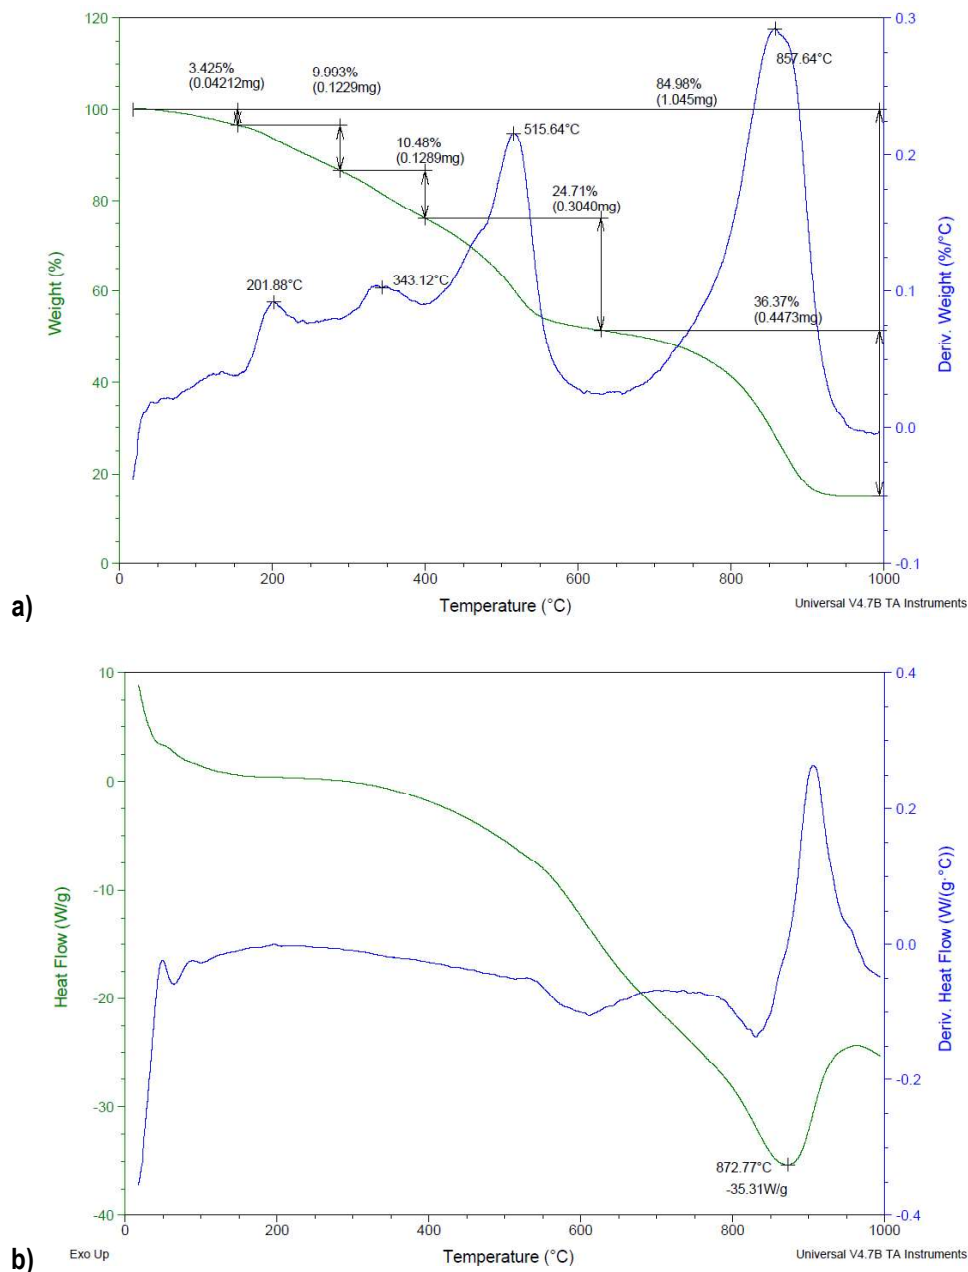 3.425%
(0.04212mg)
9.993%
(0.1229mg)
10.48%
(0.1289mg)
515.64°C
24.71%
(0.3040mg)
84.98%
(1.045mg)
857.64°C
201.88°C
343.12°C
36.37%
(0.4473mg)
120
100
80
60
40
20
0
Weight (%)
0.3
0.2
0.1
0.0
-0.1
Deriv. Weight (%/°C)
0
200
400
600
800
1000
Temperature (°C)
Universal V4.7B TA Instruments
a)
10
0
-10
-20
-30
-40
Heat Flow (W/g)
0.4
0.2
0.0
-0.2
-0.4
Deriv. Heat Flow (W/(g·°C))
872.77°C
-35.31W/g
0
200
400
600
800
1000
b)
Exo Up
Temperature (°C)
Universal V4.7B TA Instruments